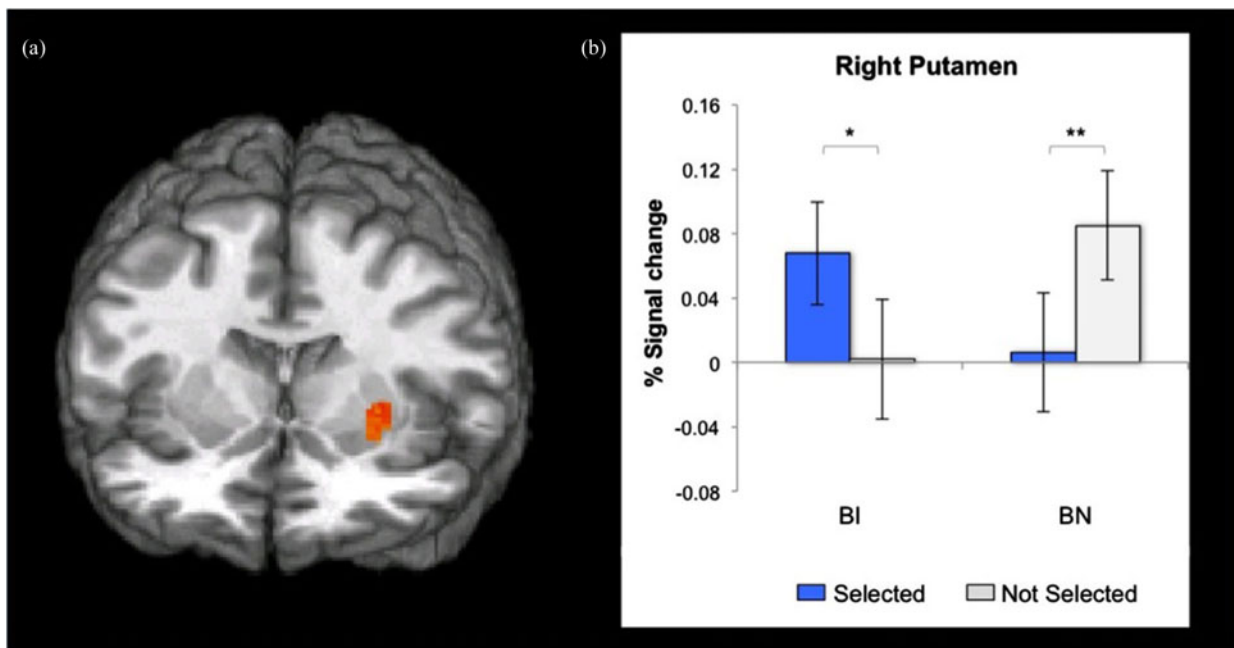 (a)
(b)
Right Putamen
% Signal change
0.16
0.12
0.08
0.04
0
-0.04
-0.08
*
**
BI BN
Selected Not Selected